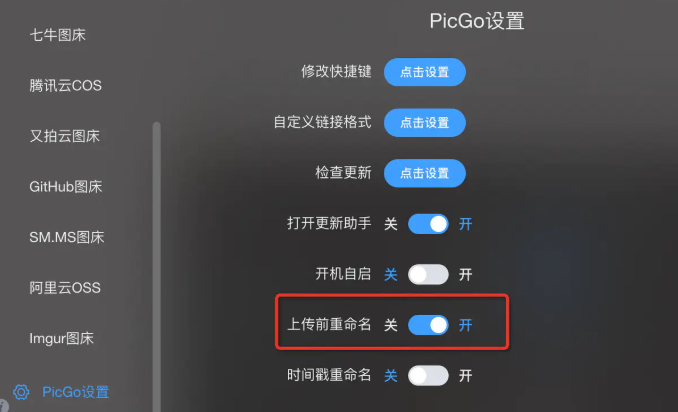 PicGo设置
七牛图床
腾讯云COS
又拍云图床
GitHub图床
SM.MS图床
阿里云OSS
Imgur图床
PicGo设置
修改快捷键 点击设置
自定义链接格式 点击设置
检查更新 点击设置
打开更新助手 关 开
开机自启 关 开
上传前重命名 关 开
时间戳重命名 关 开